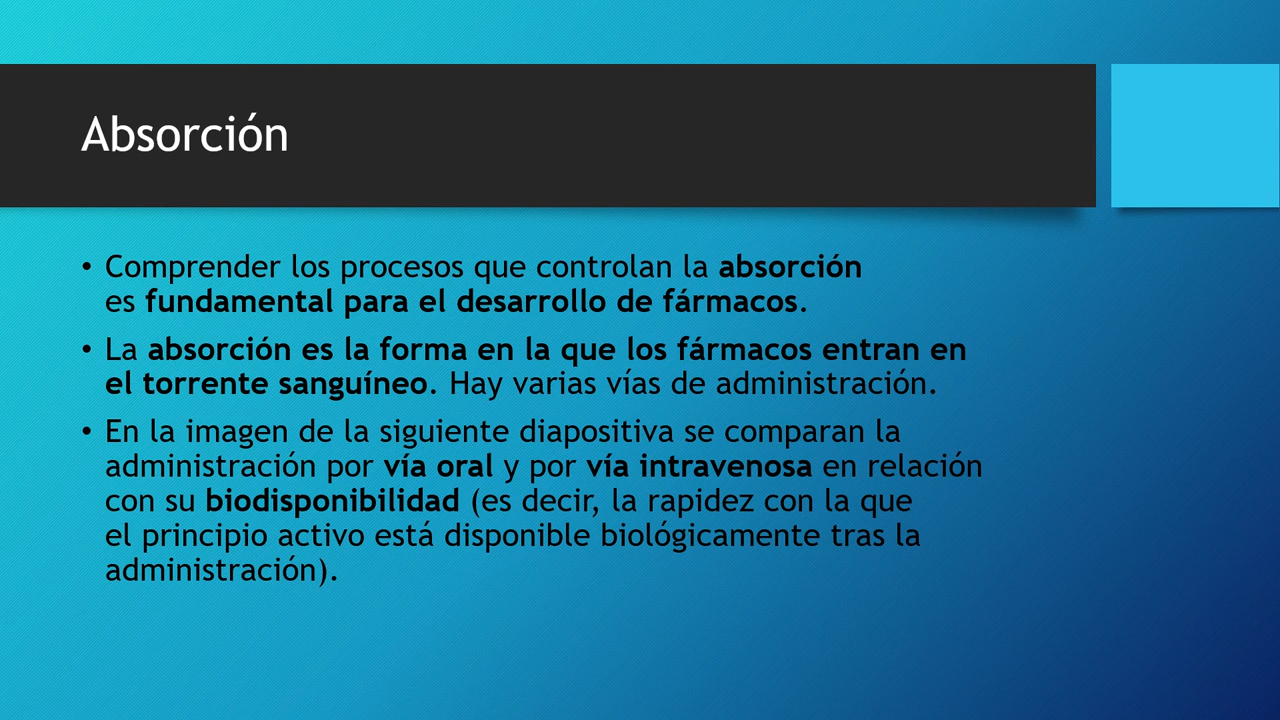 Absorción
• Comprender los procesos que controlan la absorción
es fundamental para el desarrollo de fármacos.
• La absorción es la forma en la que los fármacos entran en
el torrente sanguíneo. Hay varias vías de administración.
• En la imagen de la siguiente diapositiva se comparan la
administración por vía oral y por vía intravenosa en relación
con su biodisponibilidad (es decir, la rapidez con la que
el principio activo está disponible biológicamente tras la
administración).